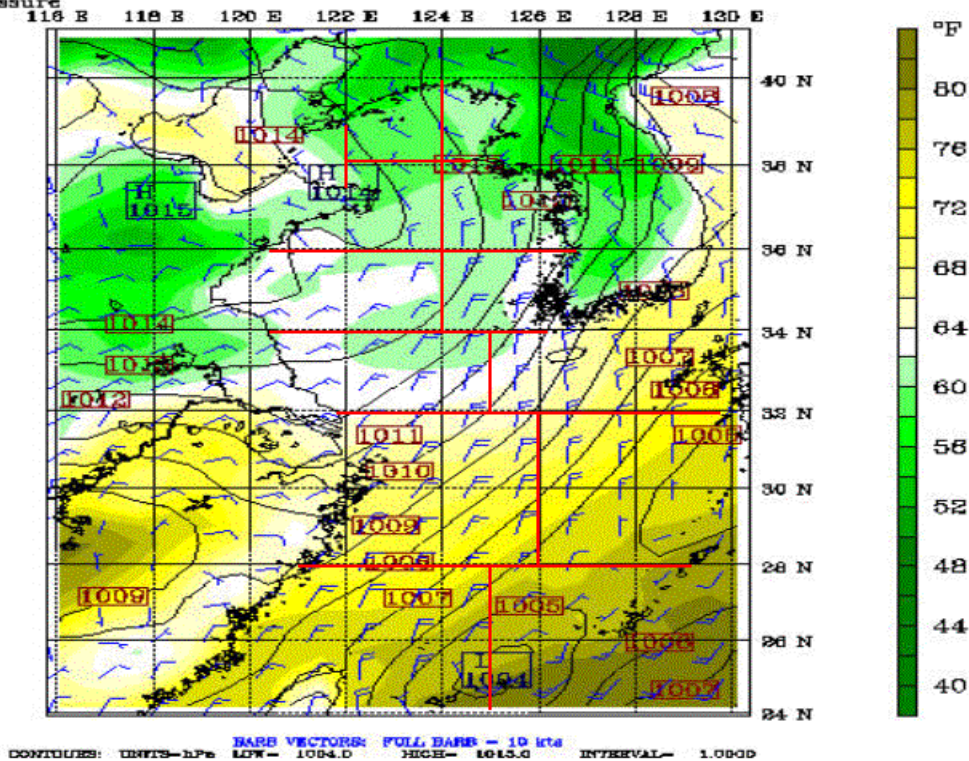 ssure
118 E 120 E 122 E 124 E 126 E 128 E 130 E
°F
40 N
80
1008
1014
38 N
76
1011
1009
H
1014
H
1015
72
36 N
68
1014
34 N
64
1013
1007
1006
60
1012
32 N
1011
56
1010
30 N
52
1009
1008
28 N
48
1009
1007
1005
44
26 N
1006
L
1004
1007
40
24 N
BARB VECTORS: FULL BARB = 10 kts
CONTOURS: UNITS=hPa LOW= 1004.0 HIGH= 1015.0 INTERVAL= 1.0000